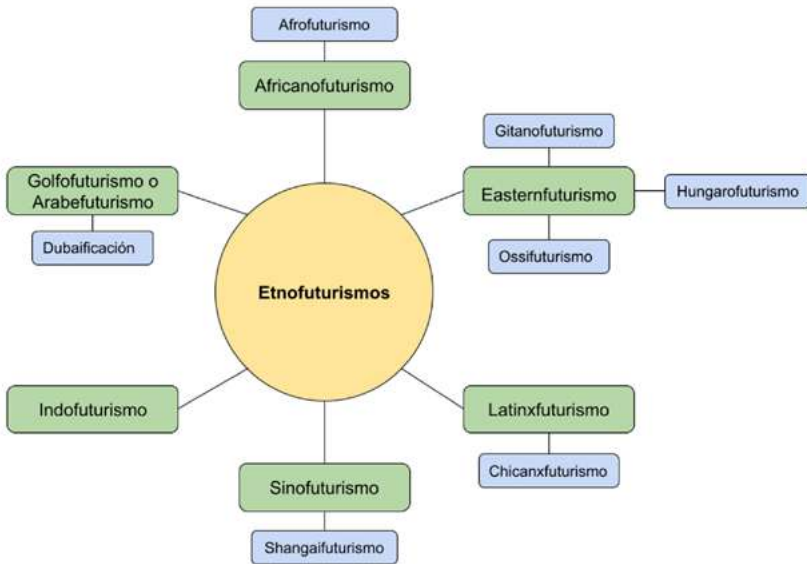 Afrofuturismo
Africanofuturismo
Gitanofuturismo
Golfofuturismo o
Arabefuturismo
Easternfuturismo
Hungarofuturismo
Dubaificación
Ossifuturismo
Etnofuturismos
Indofuturismo
Latinxfuturismo
Chicanxfuturismo
Sinofuturismo
Shangaifuturismo